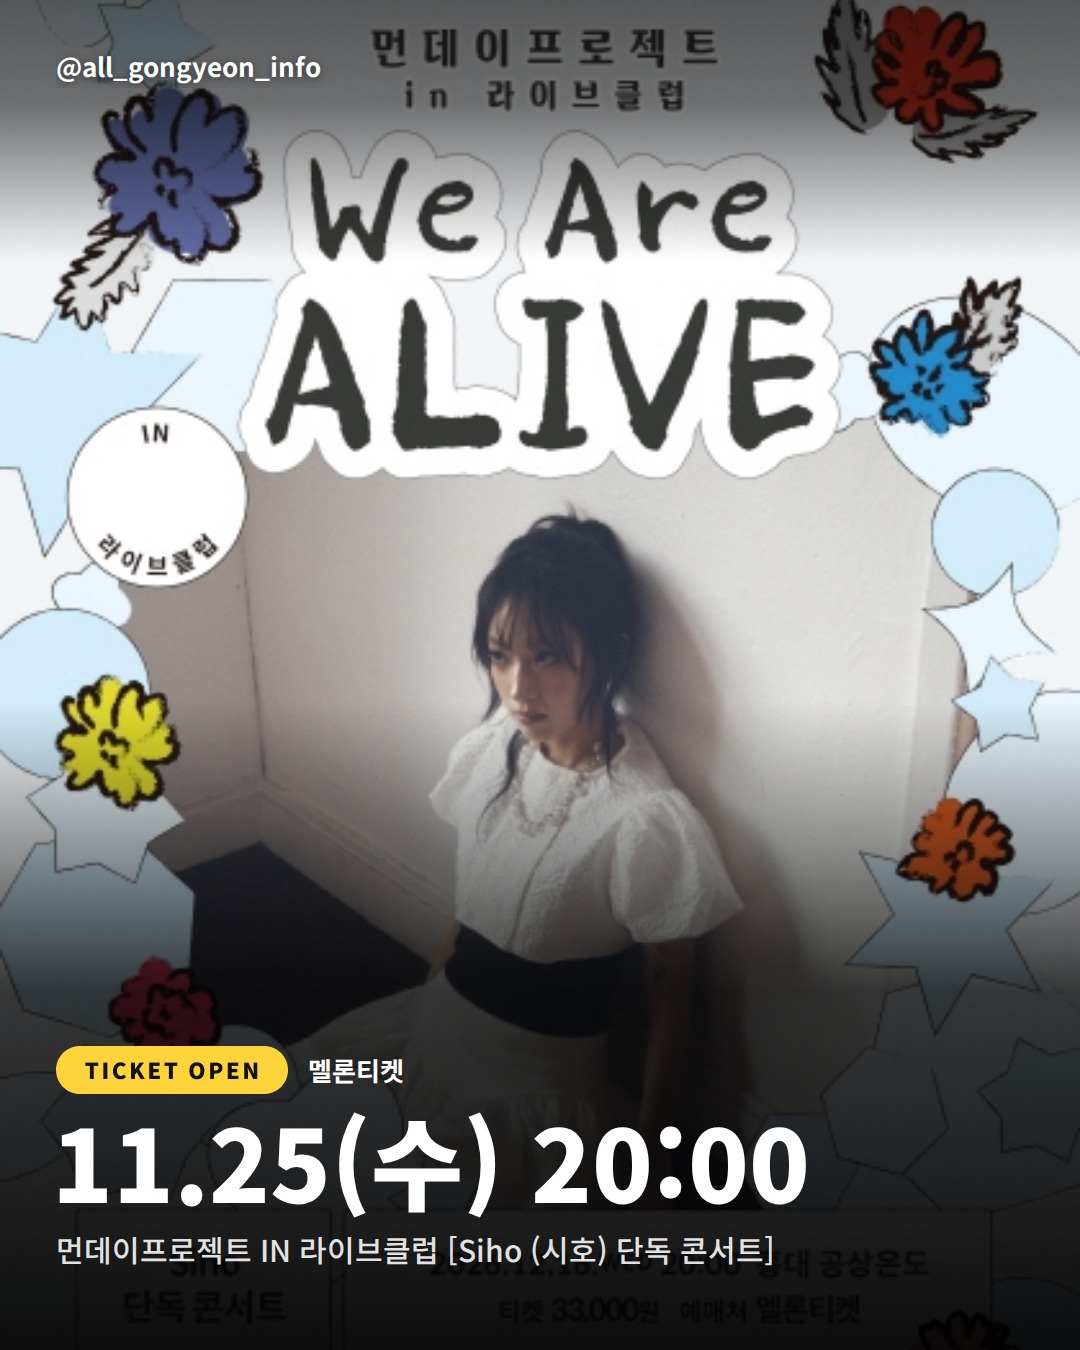 @all_gongyeon_info
먼데이프로젝트
in 라이브클럽
We Are
ALIVE
IN
라이브클럽
TICKET OPEN 멜론티켓
11.25(수) 20:00
먼데이프로젝트 IN 라이브클럽 [Siho (시호) 단독 콘서트]
Siho
단독 콘서트
20:00 홍대 공상온도
티켓 33,000원 예매처 멜론티켓